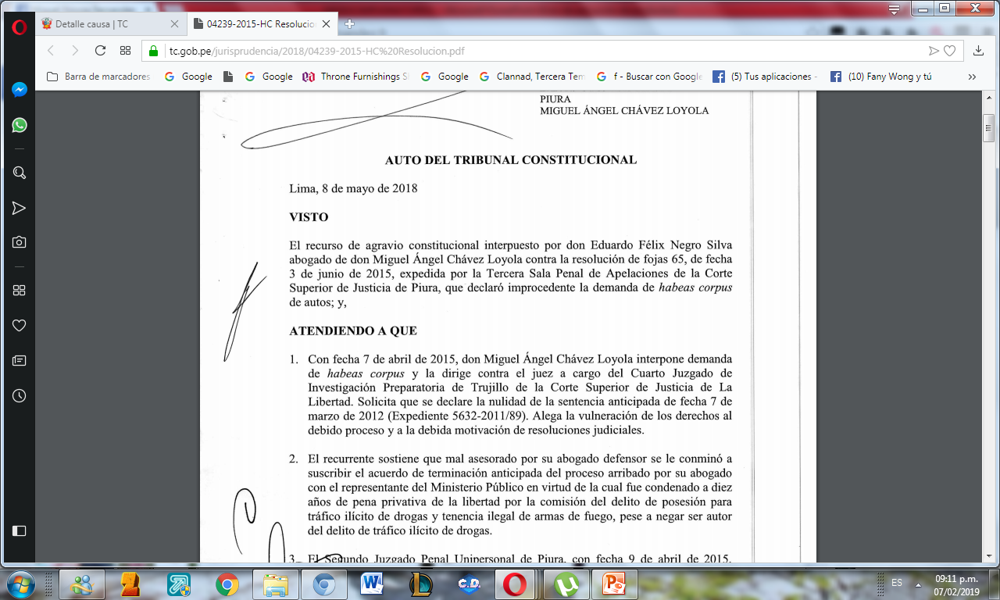 Detalle causa | TC
04239-2015-HC Resolucio
tc.gob.pe/jurisprudencia/2018/04239-2015-HC%20Resolucion.pdf
Barra de marcadores
Google
Google
Throne Furnishings S
Google
Clannad, Tercera Tem
f - Buscar con Google
(5) Tus aplicaciones -
(10) Fany Wong y tú
PIURA
MIGUEL ÁNGEL CHÁVEZ LOYOLA
AUTO DEL TRIBUNAL CONSTITUCIONAL
Lima, 8 de mayo de 2018
VISTO
El recurso de agravio constitucional interpuesto por don Eduardo Félix Negro Silva
abogado de don Miguel Ángel Chávez Loyola contra la resolución de fojas 65, de fecha
3 de junio de 2015, expedida por la Tercera Sala Penal de Apelaciones de la Corte
Superior de Justicia de Piura, que declaró improcedente la demanda de habeas corpus
de autos; y,
ATENDIENDO A QUE
1. Con fecha 7 de abril de 2015, don Miguel Ángel Chávez Loyola interpone demanda
de habeas corpus y la dirige contra el juez a cargo del Cuarto Juzgado de
Investigación Preparatoria de Trujillo de la Corte Superior de Justicia de La
Libertad. Solicita que se declare la nulidad de la sentencia anticipada de fecha 7 de
marzo de 2012 (Expediente 5632-2011/89). Alega la vulneración de los derechos al
debido proceso y a la debida motivación de resoluciones judiciales.
2. El recurrente sostiene que mal asesorado por su abogado defensor se le conminó a
suscribir el acuerdo de terminación anticipada del proceso arribado por su abogado
con el representante del Ministerio Público en virtud de la cual fue condenado a diez
años de pena privativa de la libertad por la comisión del delito de posesión para
tráfico ilícito de drogas y tenencia ilegal de armas de fuego, pese a negar ser autor
del delito de tráfico ilícito de drogas.
3. El Segundo Juzgado Penal Unipersonal de Piura, con fecha 9 de abril de 2015,
C.D.
ES
09:11 p.m.
07/02/2019